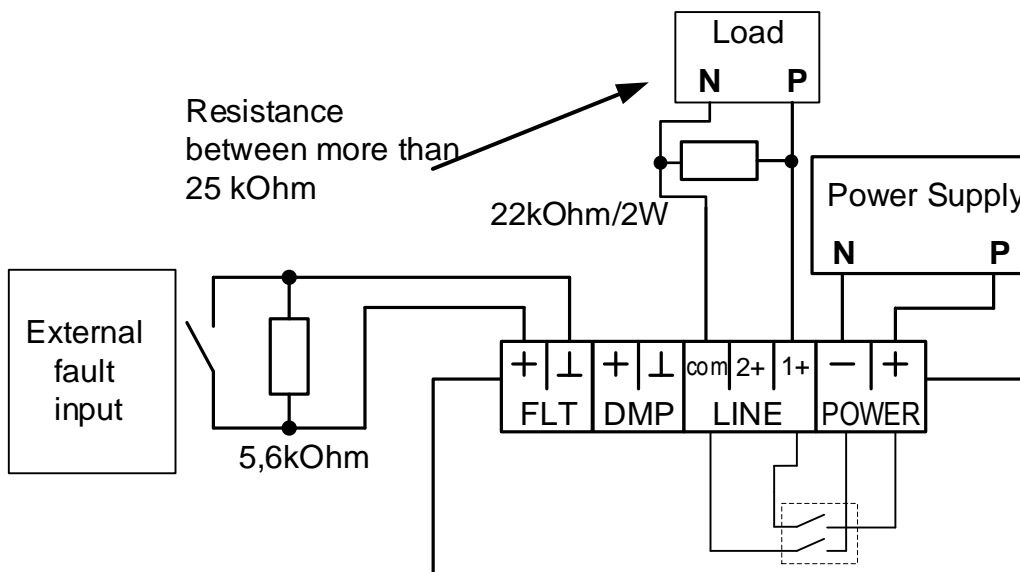 Load
N P
Resistance
between more than
25 kOhm
22kOhm/2W
Power Supply
N P
External
fault
input
5,6kOhm
+ ⊥ + ⊥ com 2+ 1+ − +
FLT DMP LINE POWER